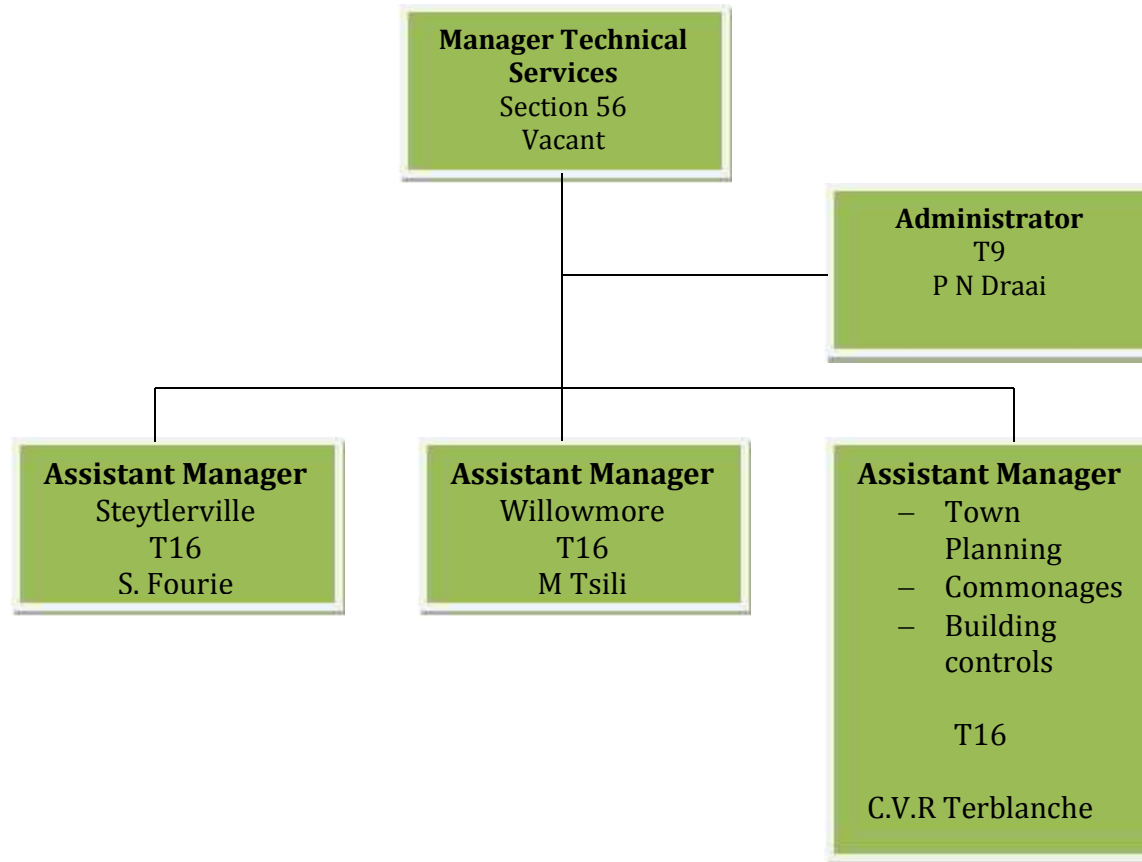 Manager Technical
Services
Section 56
Vacant
Administrator
T9
P N Draai
Assistant Manager
Steytlerville
T16
S. Fourie
Assistant Manager
Willowmore
T16
M Tsili
Assistant Manager
– Town
Planning
– Commonages
– Building
controls
T16
C.V.R Terblanche